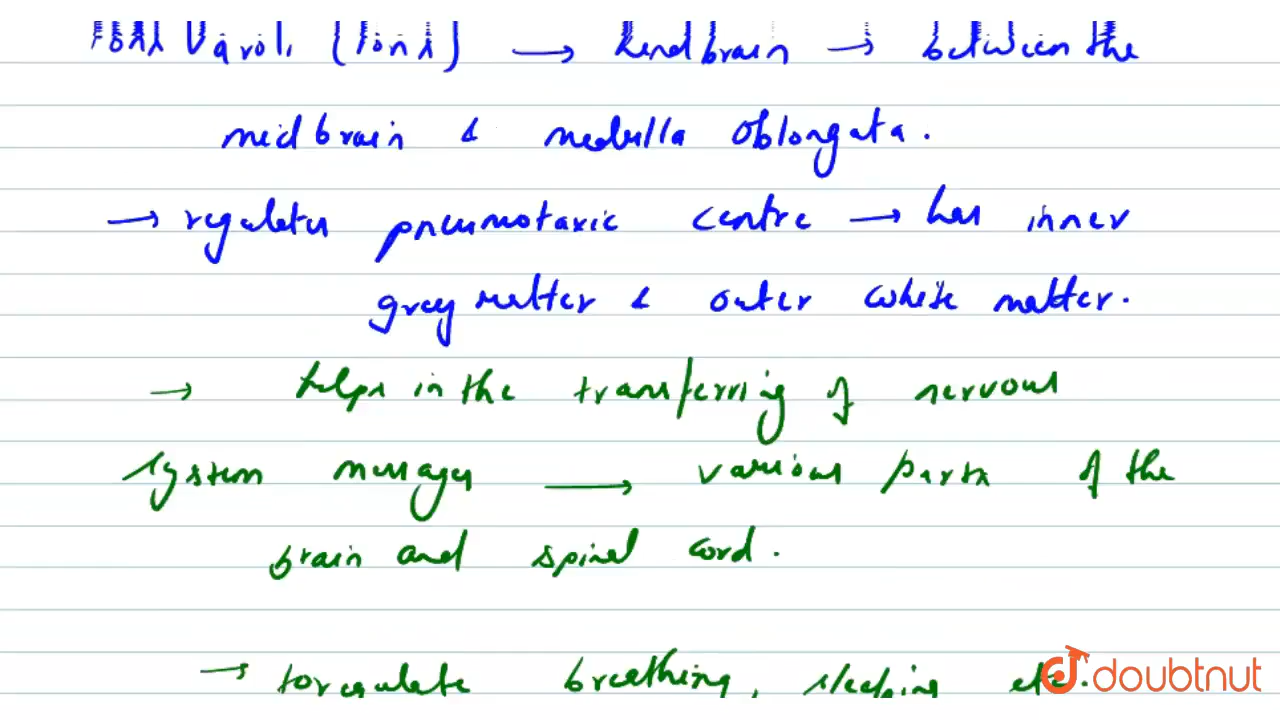 Pons Varoli (Pons) → hindbrain → between the
midbrain & medulla oblongata.
→ regulates pneumotaxic centre → has inner
grey matter & outer white matter.
→ helps in the transferring of nervous
system messages → various parts of the
brain and spinal cord.
→ to regulate breathing, sleeping etc.
doubtnut